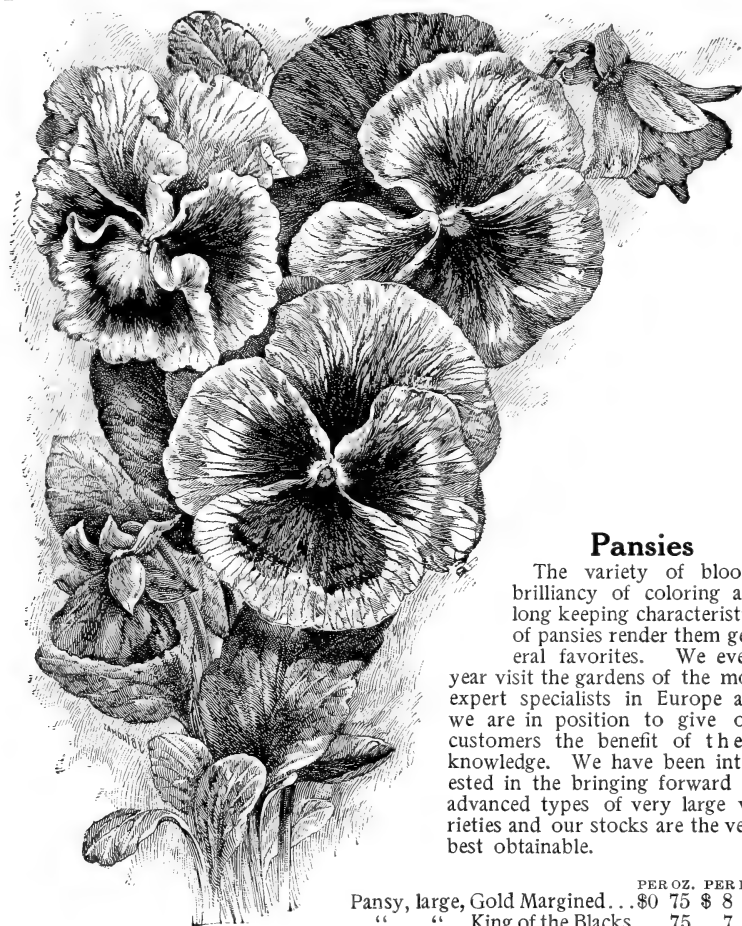 Pansies
The variety of bloo
brilliancy of coloring a
long keeping characterist
of pansies render them ge
eral favorites. We eve
year visit the gardens of the mo
expert specialists in Europe a
we are in position to give o
customers the benefit of the
knowledge. We have been int
ested in the bringing forward
advanced types of very large v
rieties and our stocks are the ve
best obtainable.
PER OZ. PER
Pansy, large, Gold Margined...$0 75 $ 8
“ “ King of the Blacks 75 7